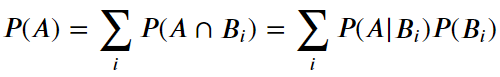 P(A) = ∑_i P(A ∩ B_i) = ∑_i P(A|B_i)P(B_i)